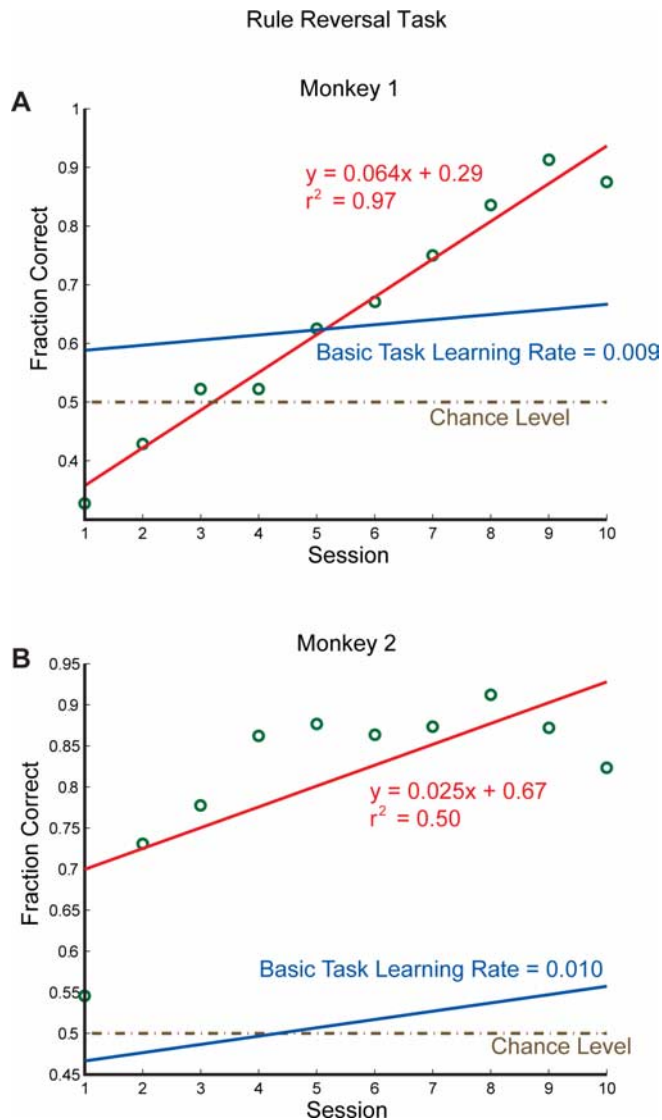 Rule Reversal Task
A
Monkey 1
1
0.9
0.8
0.7
0.6
0.5
0.4
Fraction Correct
y = 0.064x + 0.29
r² = 0.97
Basic Task Learning Rate = 0.009
Chance Level
1 2 3 4 5 6 7 8 9 10
Session
B
Monkey 2
0.95
0.9
0.85
0.8
0.75
0.7
0.65
0.6
0.55
0.5
0.45
Fraction Correct
y = 0.025x + 0.67
r² = 0.50
Basic Task Learning Rate = 0.010
Chance Level
1 2 3 4 5 6 7 8 9 10
Session